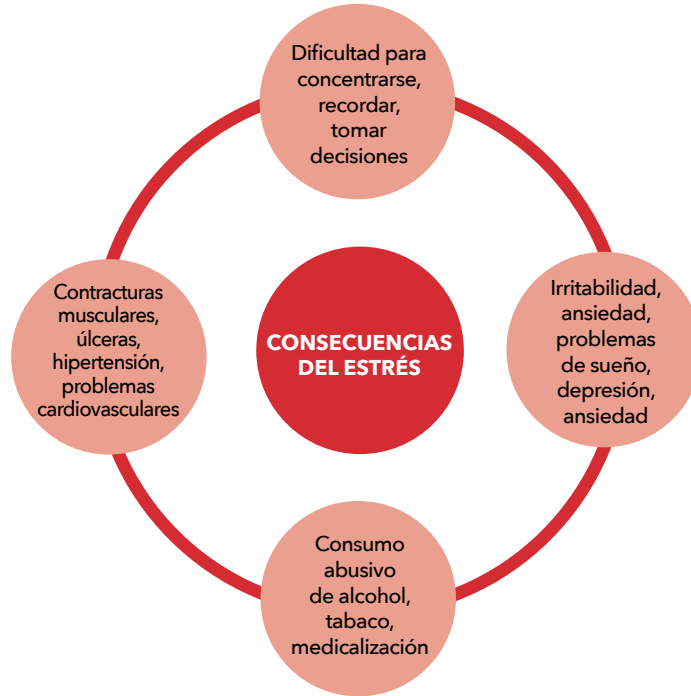 Dificultad para
concentrarse,
recordar,
tomar
decisiones
Contracturas
musculares,
úlceras,
hipertensión,
problemas
cardiovasculares
CONSECUENCIAS
DEL ESTRÉS
Irritabilidad,
ansiedad,
problemas
de sueño,
depresión,
ansiedad
Consumo
abusivo
de alcohol,
tabaco,
medicalización